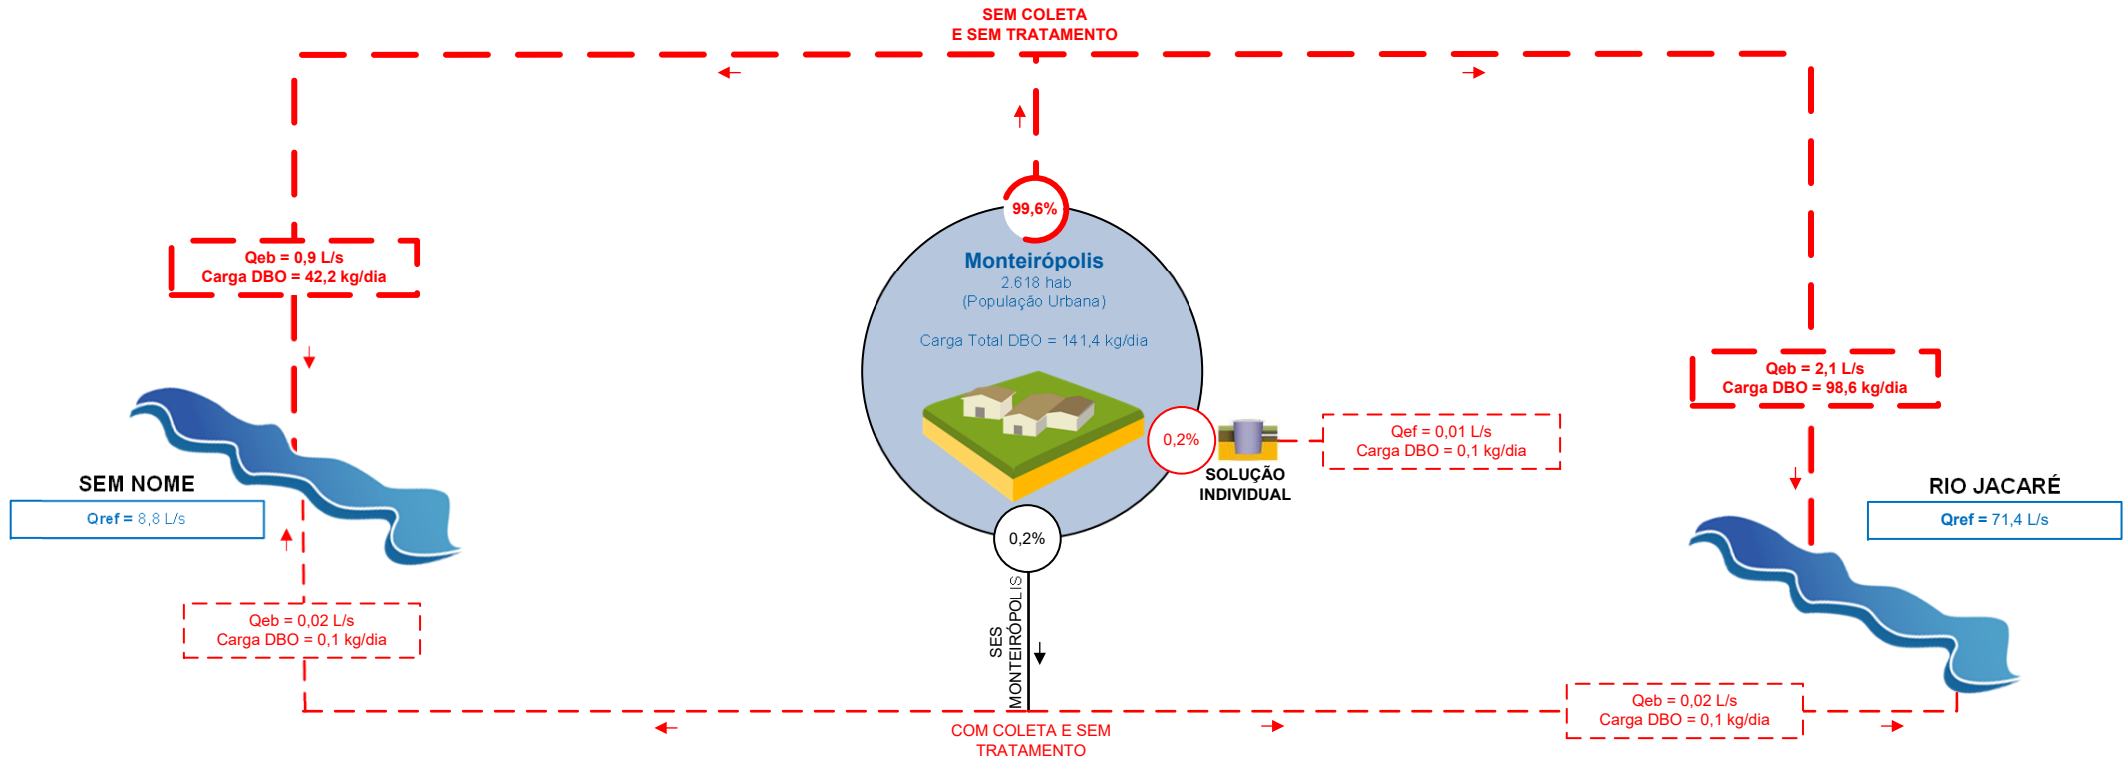 SEM COLETA
E SEM TRATAMENTO
99,6%
Qeb = 0,9 L/s
Carga DBO = 42,2 kg/dia
Monteirópolis
2.618 hab
(População Urbana)
Carga Total DBO = 141,4 kg/dia
Qeb = 2,1 L/s
Carga DBO = 98,6 kg/dia
0,2%
SOLUÇÃO
INDIVIDUAL
Qef = 0,01 L/s
Carga DBO = 0,1 kg/dia
SEM NOME
Qref = 8,8 L/s
RIO JACARÉ
Qref = 71,4 L/s
0,2%
SES
MONTEIRÓPOLIS
Qeb = 0,02 L/s
Carga DBO = 0,1 kg/dia
Qeb = 0,02 L/s
Carga DBO = 0,1 kg/dia
COM COLETA E SEM
TRATAMENTO